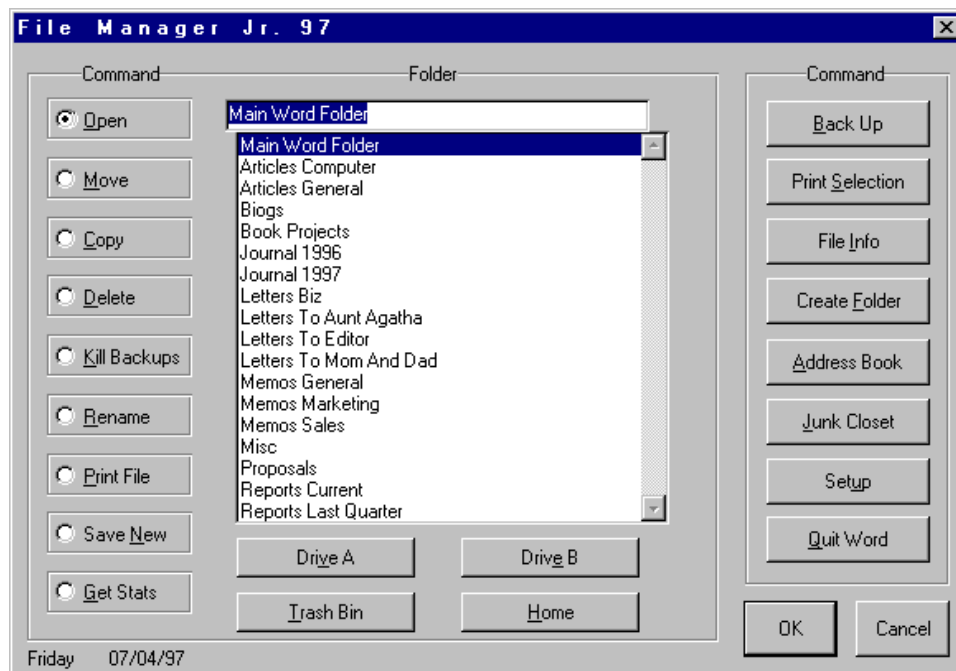 File Manager Jr. 97
Command
Open
Move
Copy
Delete
Kill Backups
Rename
Print File
Save New
Get Stats
Folder
Main Word Folder
Main Word Folder
Articles Computer
Articles General
Biogs
Book Projects
Journal 1996
Journal 1997
Letters Biz
Letters To Aunt Agatha
Letters To Editor
Letters To Mom And Dad
Memos General
Memos Marketing
Memos Sales
Misc
Proposals
Reports Current
Reports Last Quarter
Drive A
Drive B
Trash Bin
Home
Command
Back Up
Print Selection
File Info
Create Folder
Address Book
Junk Closet
Setup
Quit Word
OK
Cancel
Friday 07/04/97